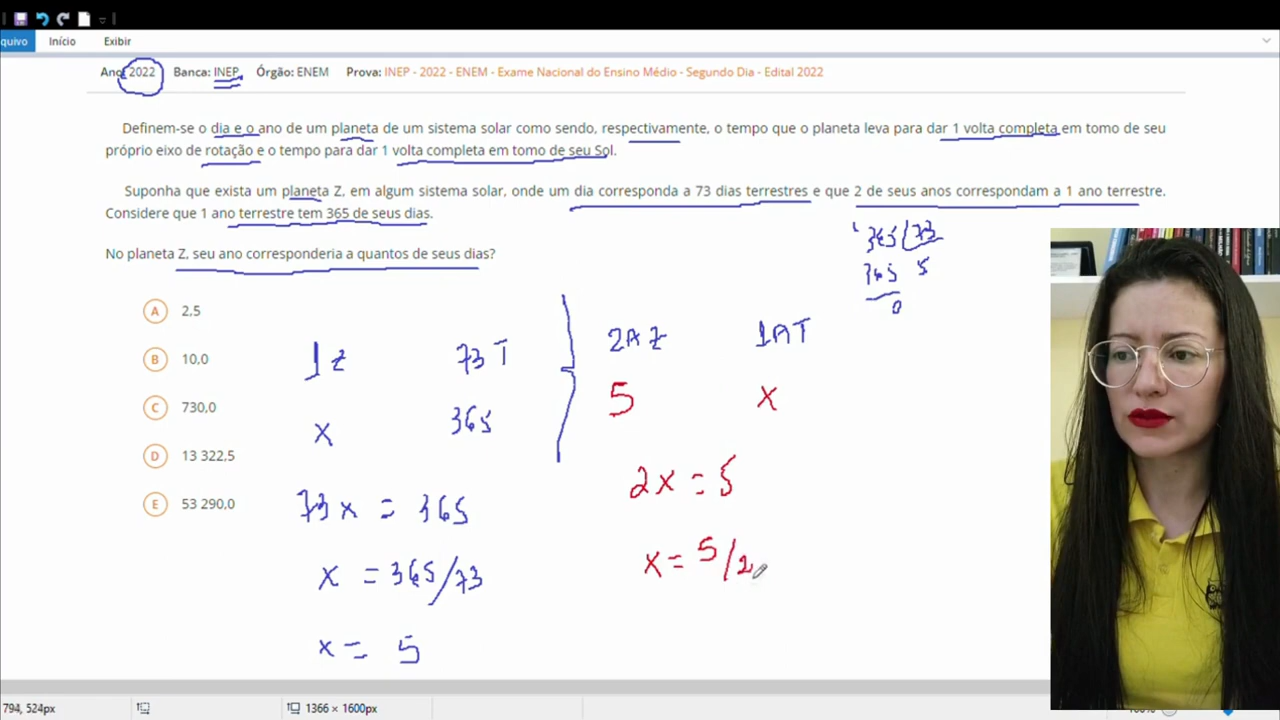 quivo Início Exibir
Ano: 2022 Banca: INEP Órgão: ENEM Prova: INEP - 2022 - ENEM - Exame Nacional do Ensino Médio - Segundo Dia - Edital 2022
Definem-se o dia e o ano de um planeta de um sistema solar como sendo, respectivamente, o tempo que o planeta leva para dar 1 volta completa em tomo de seu
próprio eixo de rotação e o tempo para dar 1 volta completa em tomo de seu Sol.
Suponha que exista um planeta Z, em algum sistema solar, onde um dia corresponda a 73 dias terrestres e que 2 de seus anos correspondam a 1 ano terrestre.
Considere que 1 ano terrestre tem 365 de seus dias.
No planeta Z, seu ano corresponderia a quantos de seus dias?
365 73
365 5
0
A 2,5
B 10,0
C 730,0
D 13 322,5
E 53 290,0
1 Z 73 T
x 365
73x = 365
x = 365/73
x = 5
2A Z 1A T
5 x
2x = 5
x = 5/2
794, 524px 1366 × 1600px